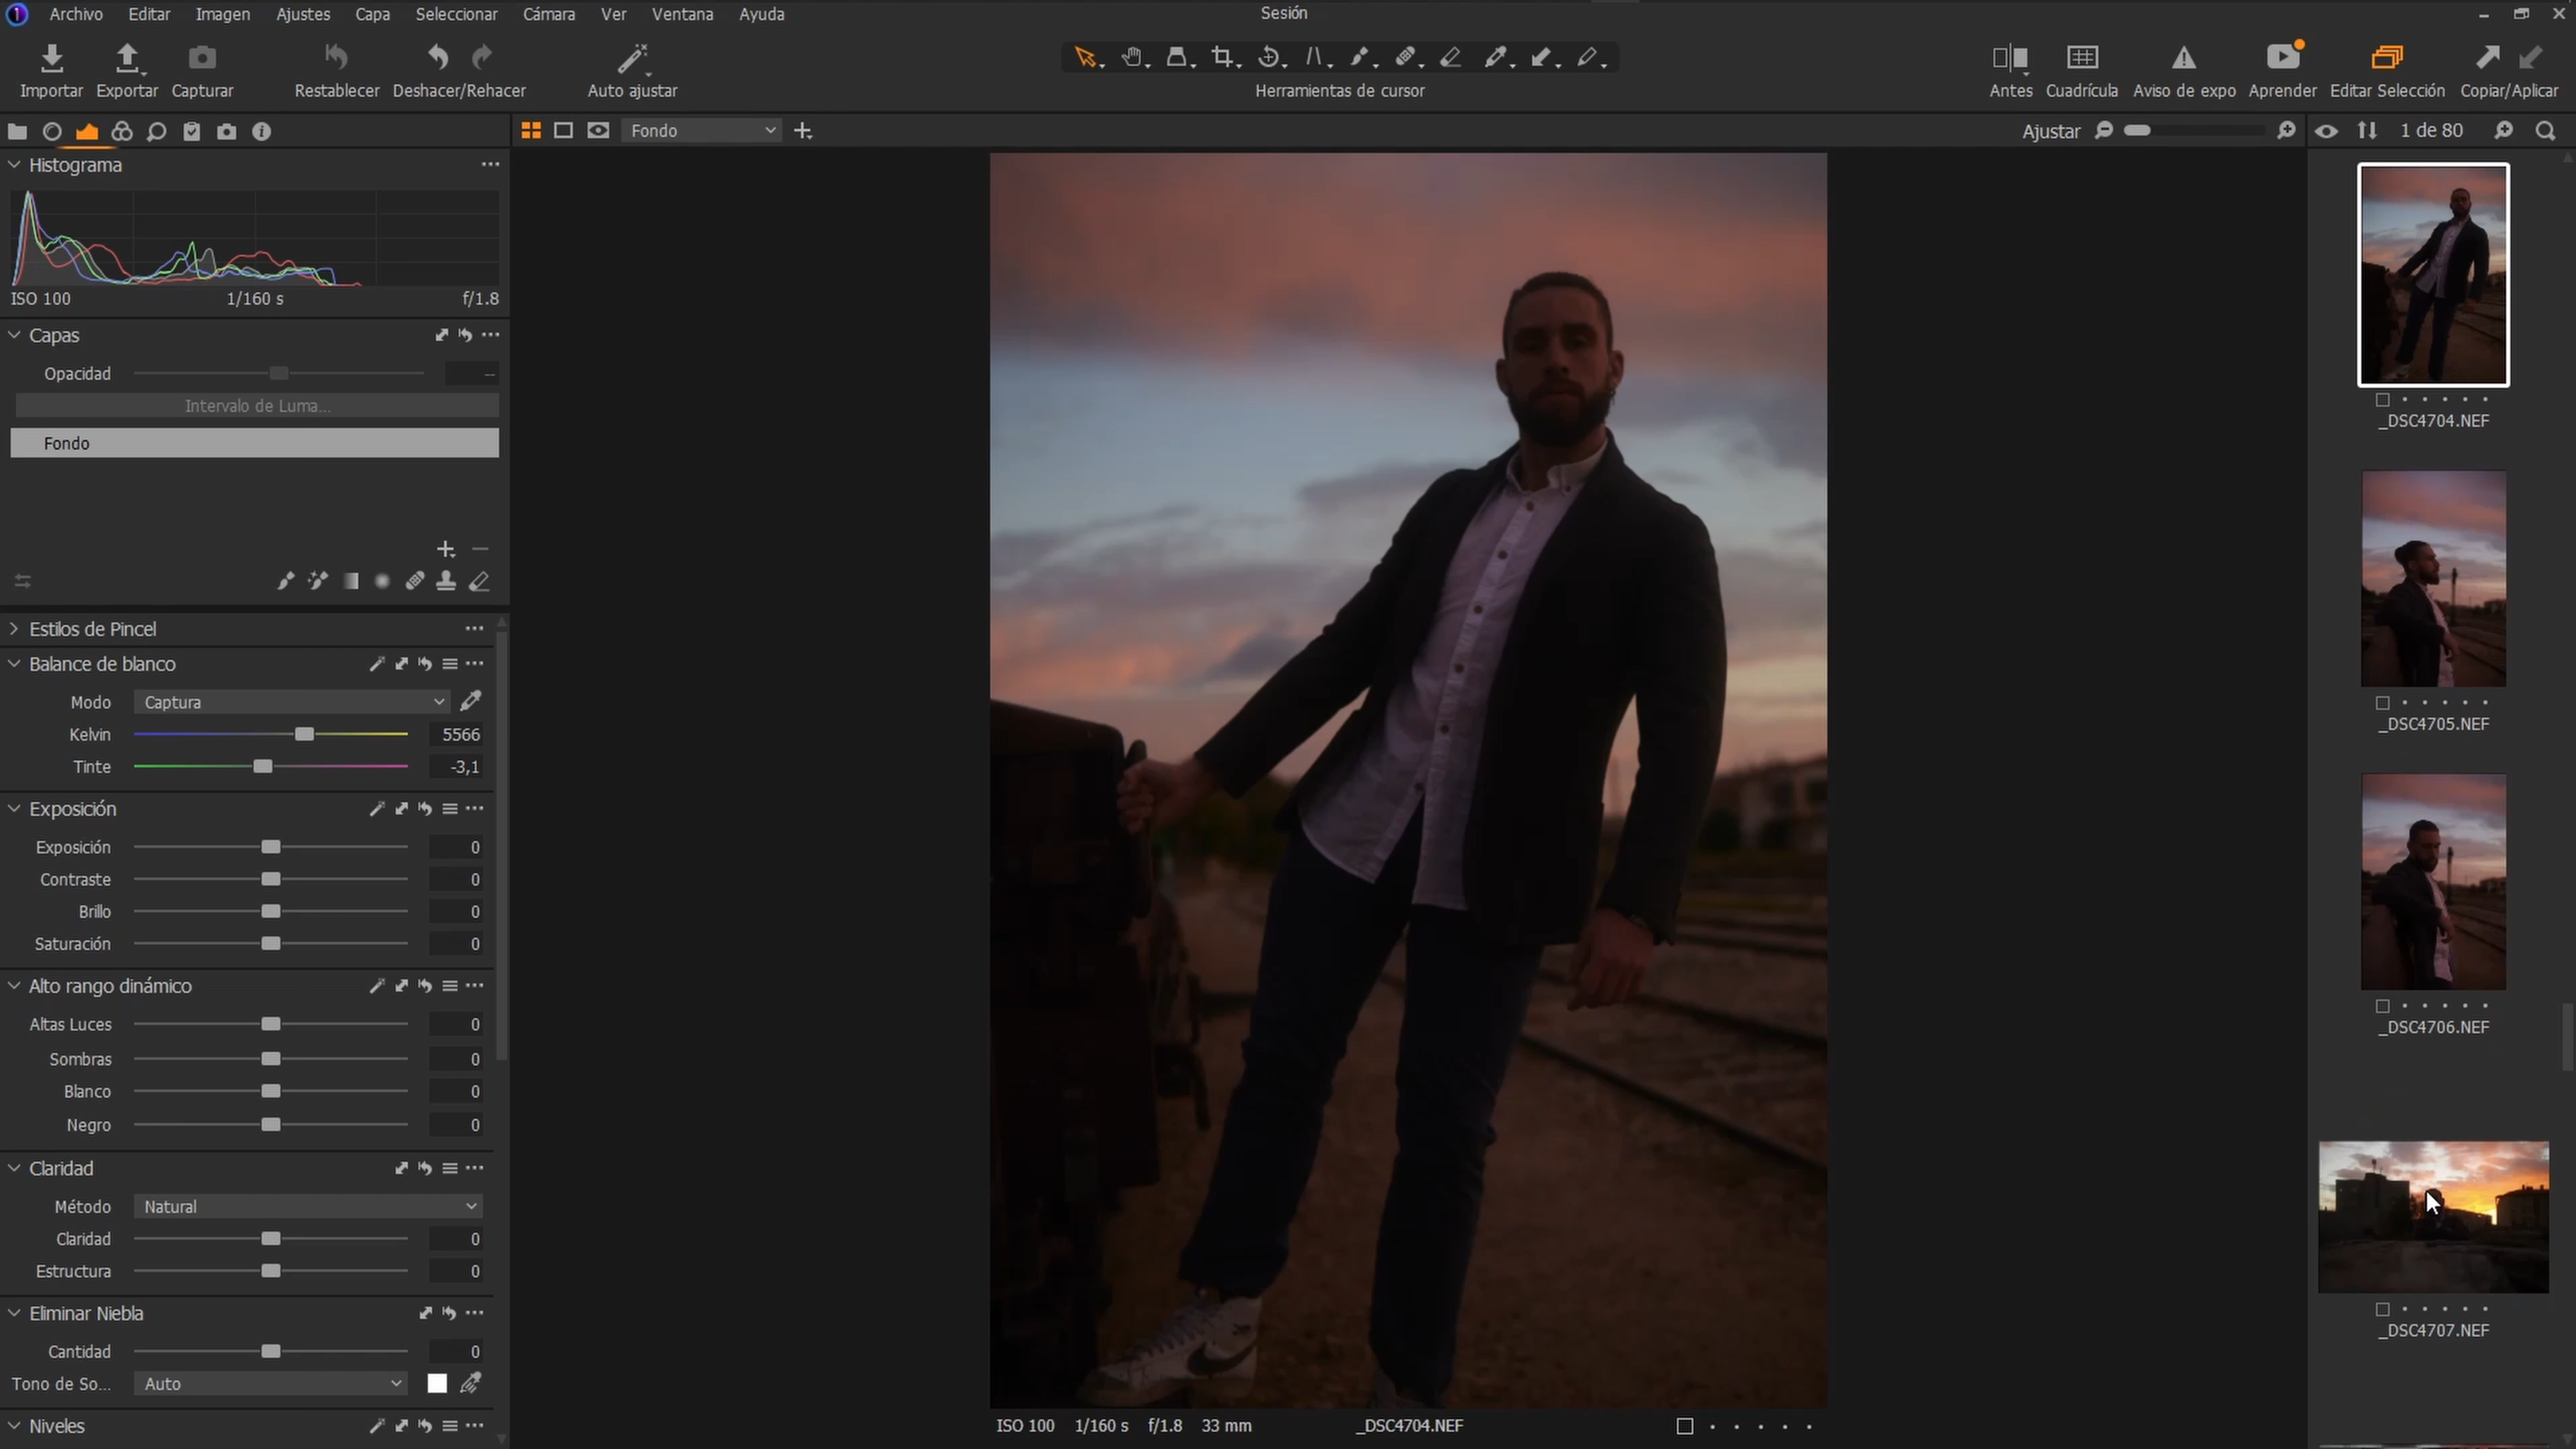 Archivo Editar Imagen Ajustes Capa Seleccionar Cámara Ver Ventana Ayuda
Sesión
Importar Exportar Capturar Restablecer Deshacer/Rehacer Auto ajustar
Herramientas de cursor
Antes Cuadrícula Aviso de expo Aprender Editar Selección Copiar/Aplicar
Fondo
Ajustar
1 de 80
Histograma
ISO 100 1/160 s f/1.8
Capas
Opacidad --
Intervalo de Luma...
Fondo
Estilos de Pincel
Balance de blanco
Modo Captura
Kelvin 5566
Tinte -3,1
Exposición
Exposición 0
Contraste 0
Brillo 0
Saturación 0
Alto rango dinámico
Altas Luces 0
Sombras 0
Blanco 0
Negro 0
Claridad
Método Natural
Claridad 0
Estructura 0
Eliminar Niebla
Cantidad 0
Tono de So... Auto
Niveles
ISO 100 1/160 s f/1.8 33 mm _DSC4704.NEF
_DSC4704.NEF
_DSC4705.NEF
_DSC4706.NEF
_DSC4707.NEF